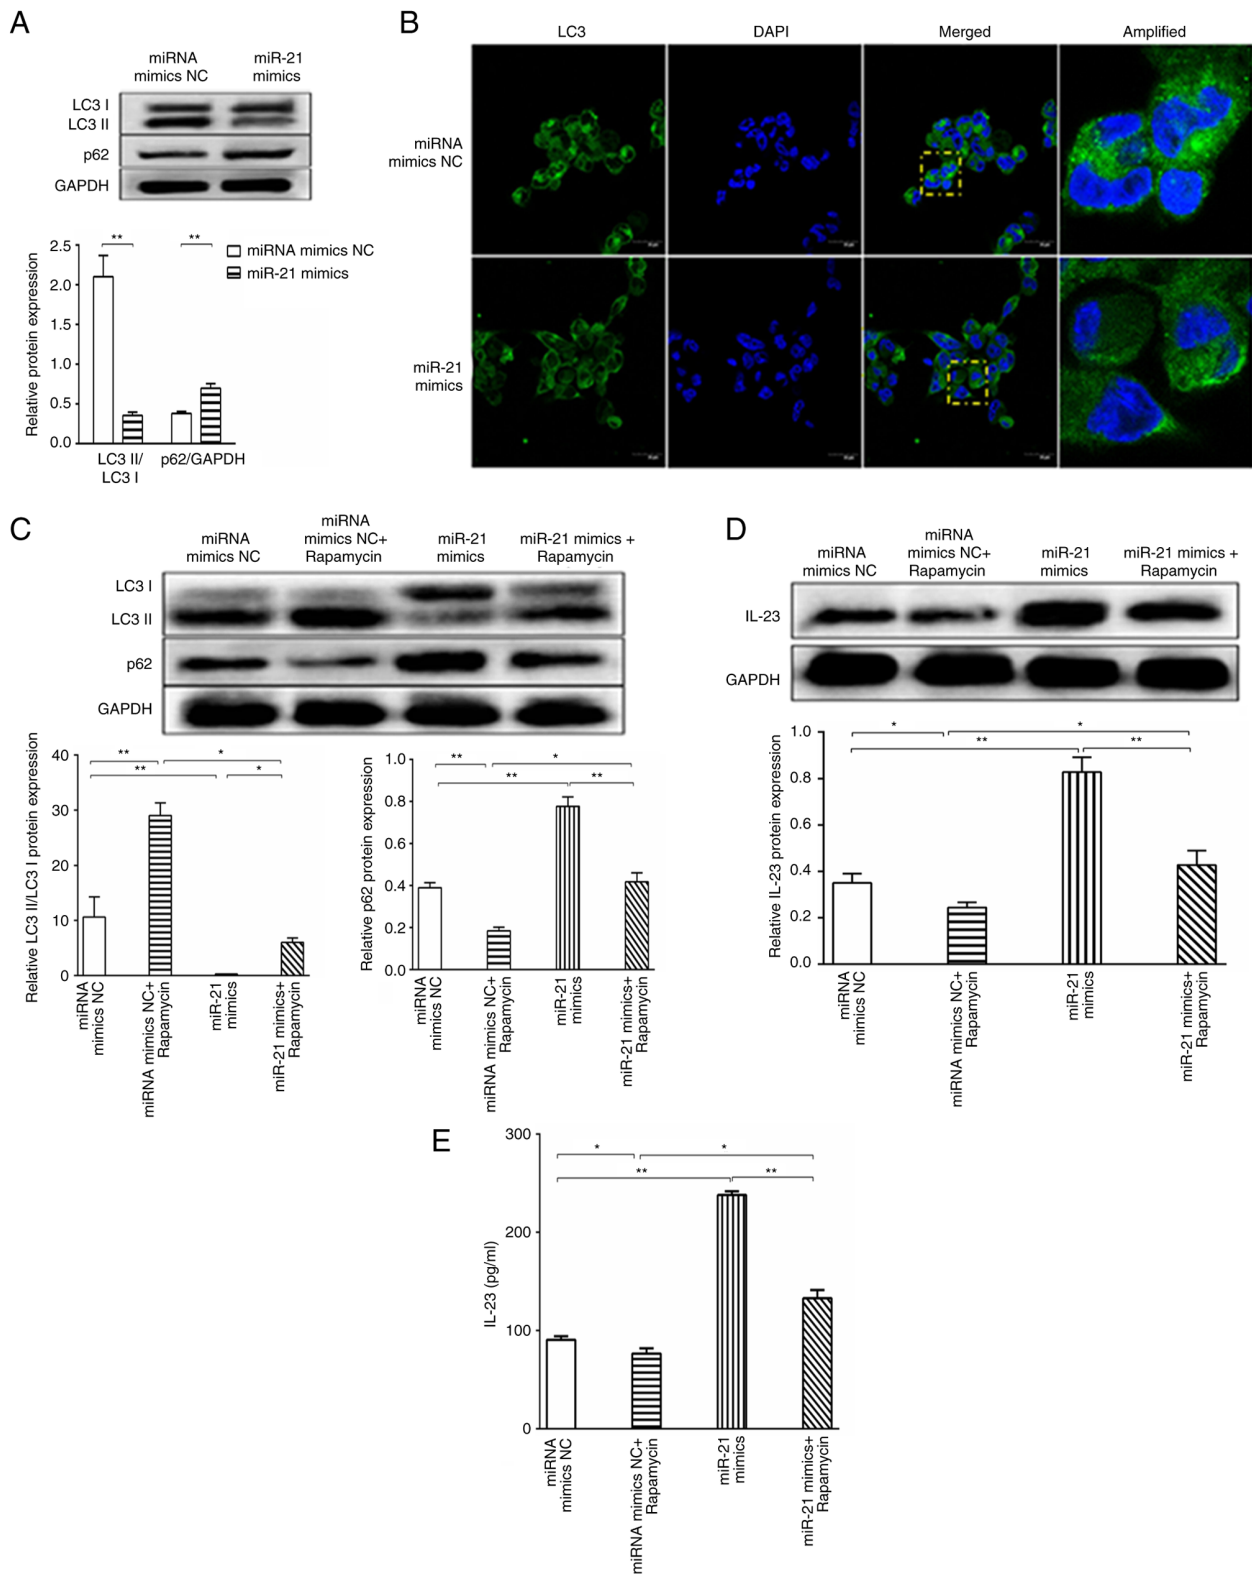 A
miRNA
mimics NC
miR-21
mimics
LC3 I
LC3 II
p62
GAPDH
Relative protein expression
2.5
2.0
1.5
1.0
0.5
0.0
**
**
miRNA mimics NC
miR-21 mimics
LC3 II/
LC3 I
p62/GAPDH
B
LC3
DAPI
Merged
Amplified
miRNA
mimics NC
miR-21
mimics
C
miRNA
mimics NC
miRNA
mimics NC+
Rapamycin
miR-21
mimics
miR-21 mimics +
Rapamycin
LC3 I
LC3 II
p62
GAPDH
Relative LC3 II/LC3 I protein expression
40
30
20
10
0
**
*
**
*
miRNA
mimics NC
miRNA mimics NC+
Rapamycin
miR-21
mimics
miR-21 mimics+
Rapamycin
Relative p62 protein expression
1.0
0.8
0.6
0.4
0.2
0.0
**
*
**
**
miRNA
mimics NC
miRNA mimics NC+
Rapamycin
miR-21
mimics
miR-21 mimics+
Rapamycin
D
miRNA
mimics NC
miRNA
mimics NC+
Rapamycin
miR-21
mimics
miR-21 mimics +
Rapamycin
IL-23
GAPDH
Relative IL-23 protein expression
1.0
0.8
0.6
0.4
0.2
0.0
*
*
**
**
miRNA
mimics NC
miRNA mimics NC+
Rapamycin
miR-21
mimics
miR-21 mimics+
Rapamycin
E
IL-23 (pg/ml)
300
200
100
0
*
*
**
**
miRNA
mimics NC
miRNA mimics NC+
Rapamycin
miR-21
mimics
miR-21 mimics+
Rapamycin